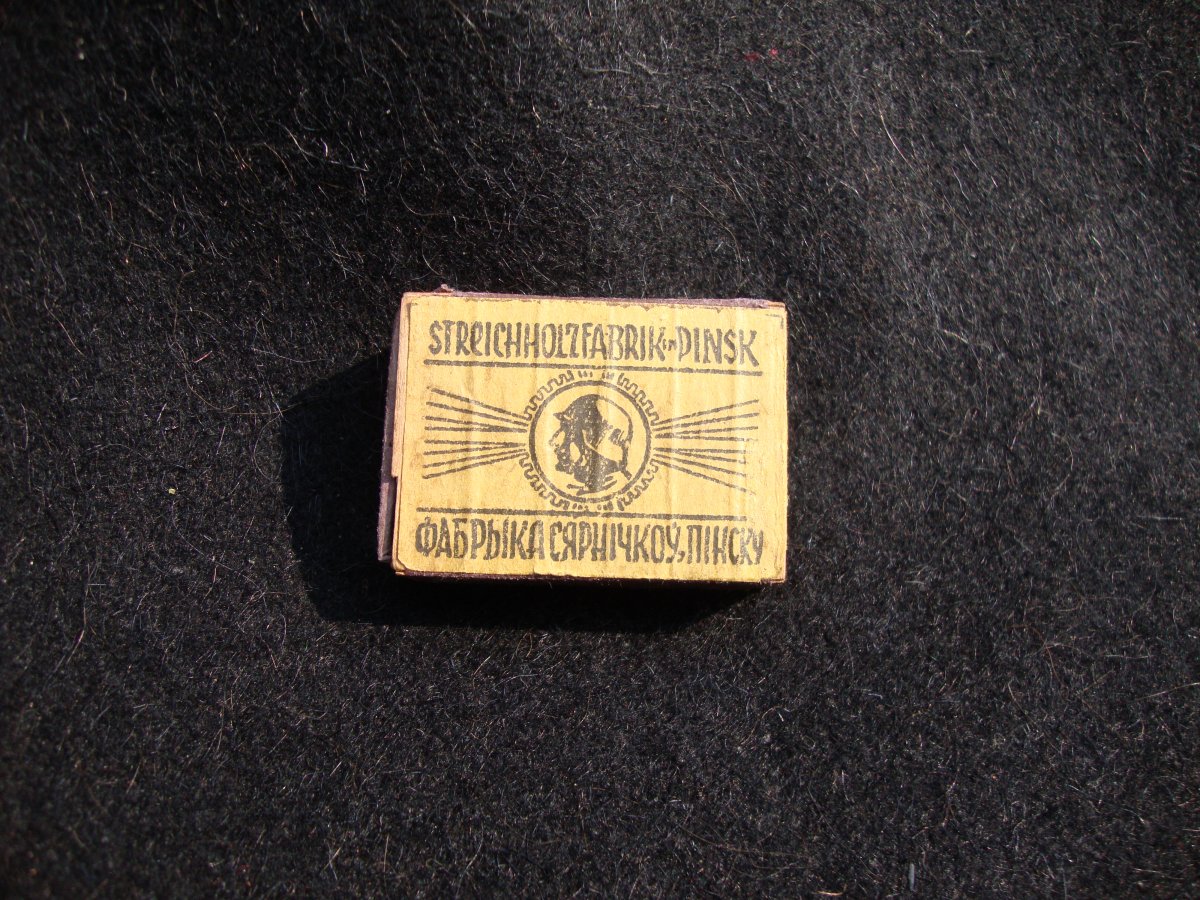 STREICHHOLZFABRIK in PINSK
ФАБРЫКА СЯРНІЧКОЎ у ПІНСКУ